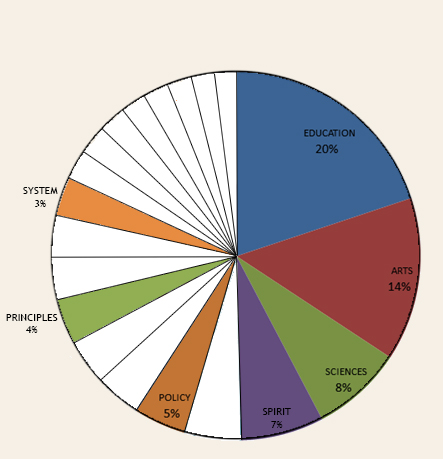 EDUCATION
20%
ARTS
14%
SCIENCES
8%
SPIRIT
7%
POLICY
5%
PRINCIPLES
4%
SYSTEM
3%